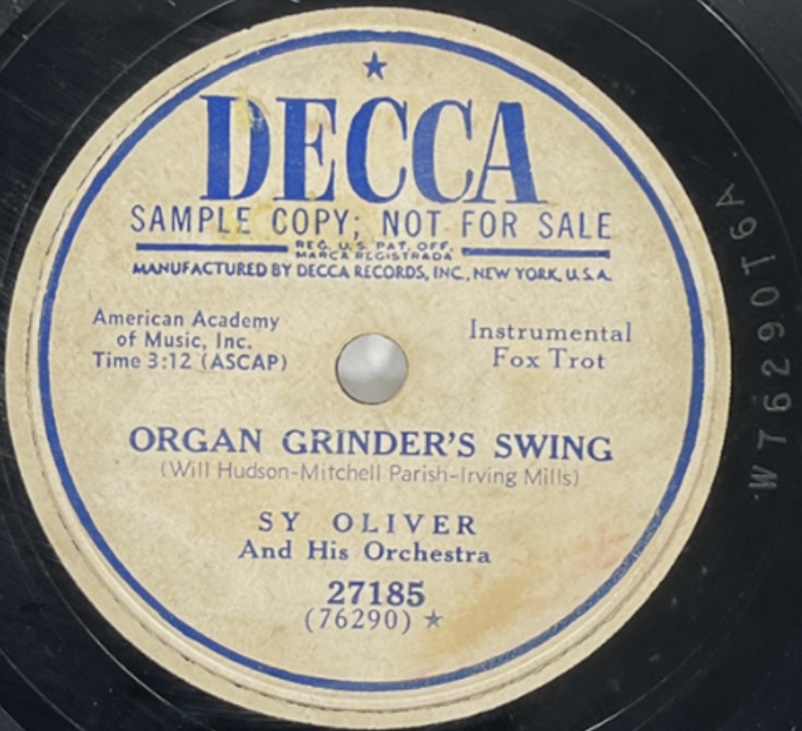 ★
DECCA
SAMPLE COPY; NOT FOR SALE
REG. U.S. PAT. OFF.
MARCA REGISTRADA
MANUFACTURED BY DECCA RECORDS, INC., NEW YORK, U.S.A.
American Academy
of Music, Inc.
Time 3:12 (ASCAP)
Instrumental
Fox Trot
ORGAN GRINDER'S SWING
(Will Hudson-Mitchell Parish-Irving Mills)
SY OLIVER
And His Orchestra
27185
(76290) ★
W76290T6A